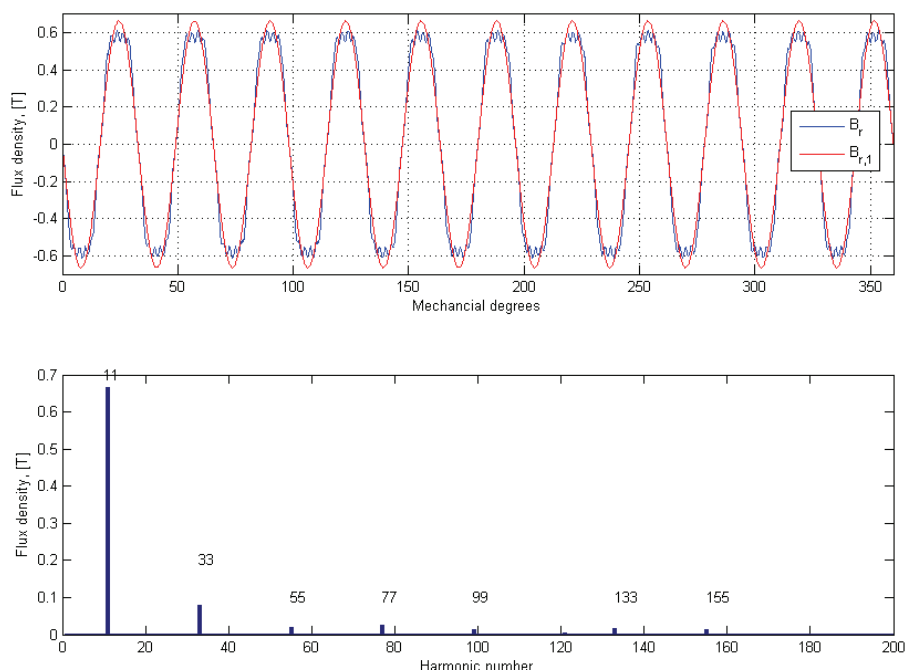 0.6
0.4
0.2
0
-0.2
-0.4
-0.6
Flux density, [T]
B_r
B_r,1
0 50 100 150 200 250 300 350
Mechancial degrees
0.7
0.6
0.5
0.4
0.3
0.2
0.1
0
Flux density, [T]
11
33
55 77 99 133 155
0 20 40 60 80 100 120 140 160 180 200
Harmonic number